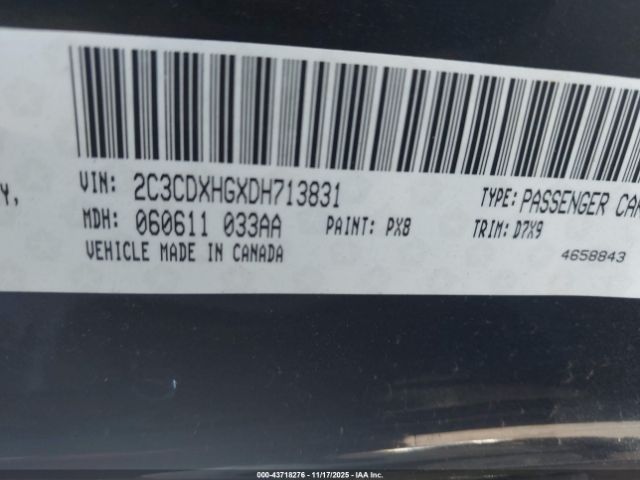 Y,
VIN: 2C3CDXHGXDH713831
TYPE: PASSENGER CAR
MDH: 060611 033AA
PAINT: PX8
TRIM: D7X9
VEHICLE MADE IN CANADA
4658843
000-43718276 - 11/17/2025 - IAA Inc.